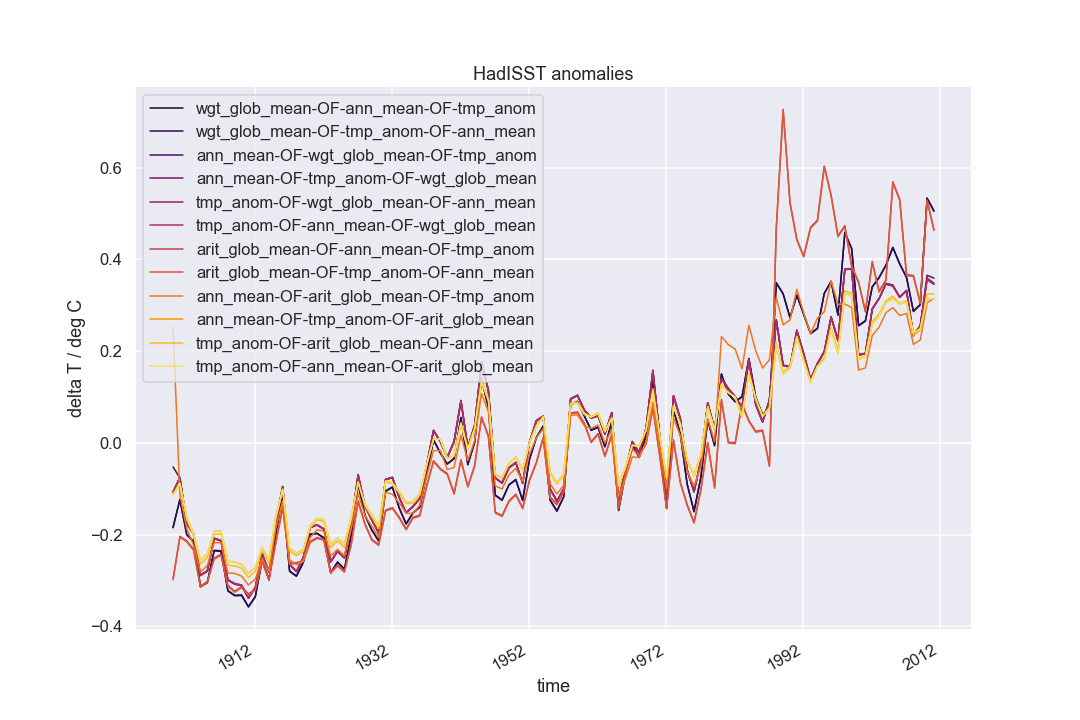 HadISST anomalies
wgt_glob_mean-OF-ann_mean-OF-tmp_anom
wgt_glob_mean-OF-tmp_anom-OF-ann_mean
ann_mean-OF-wgt_glob_mean-OF-tmp_anom
ann_mean-OF-tmp_anom-OF-wgt_glob_mean
tmp_anom-OF-wgt_glob_mean-OF-ann_mean
tmp_anom-OF-ann_mean-OF-wgt_glob_mean
arit_glob_mean-OF-ann_mean-OF-tmp_anom
arit_glob_mean-OF-tmp_anom-OF-ann_mean
ann_mean-OF-arit_glob_mean-OF-tmp_anom
ann_mean-OF-tmp_anom-OF-arit_glob_mean
tmp_anom-OF-arit_glob_mean-OF-ann_mean
tmp_anom-OF-ann_mean-OF-arit_glob_mean
0.6
0.4
0.2
0.0
−0.2
−0.4
delta T / deg C
1912
1932
1952
1972
1992
2012
time